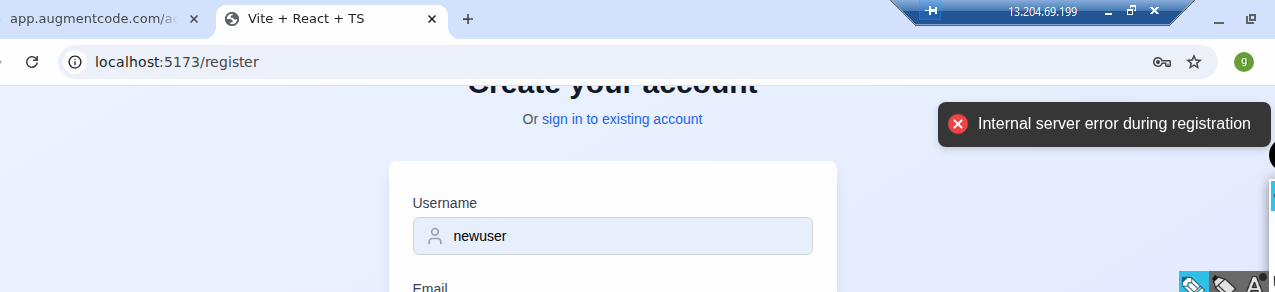 app.augmentcode.com/ac
Vite + React + TS
13.204.69.199
localhost:5173/register
g
Create your account
Or sign in to existing account
Internal server error during registration
Username
newuser
Email
A